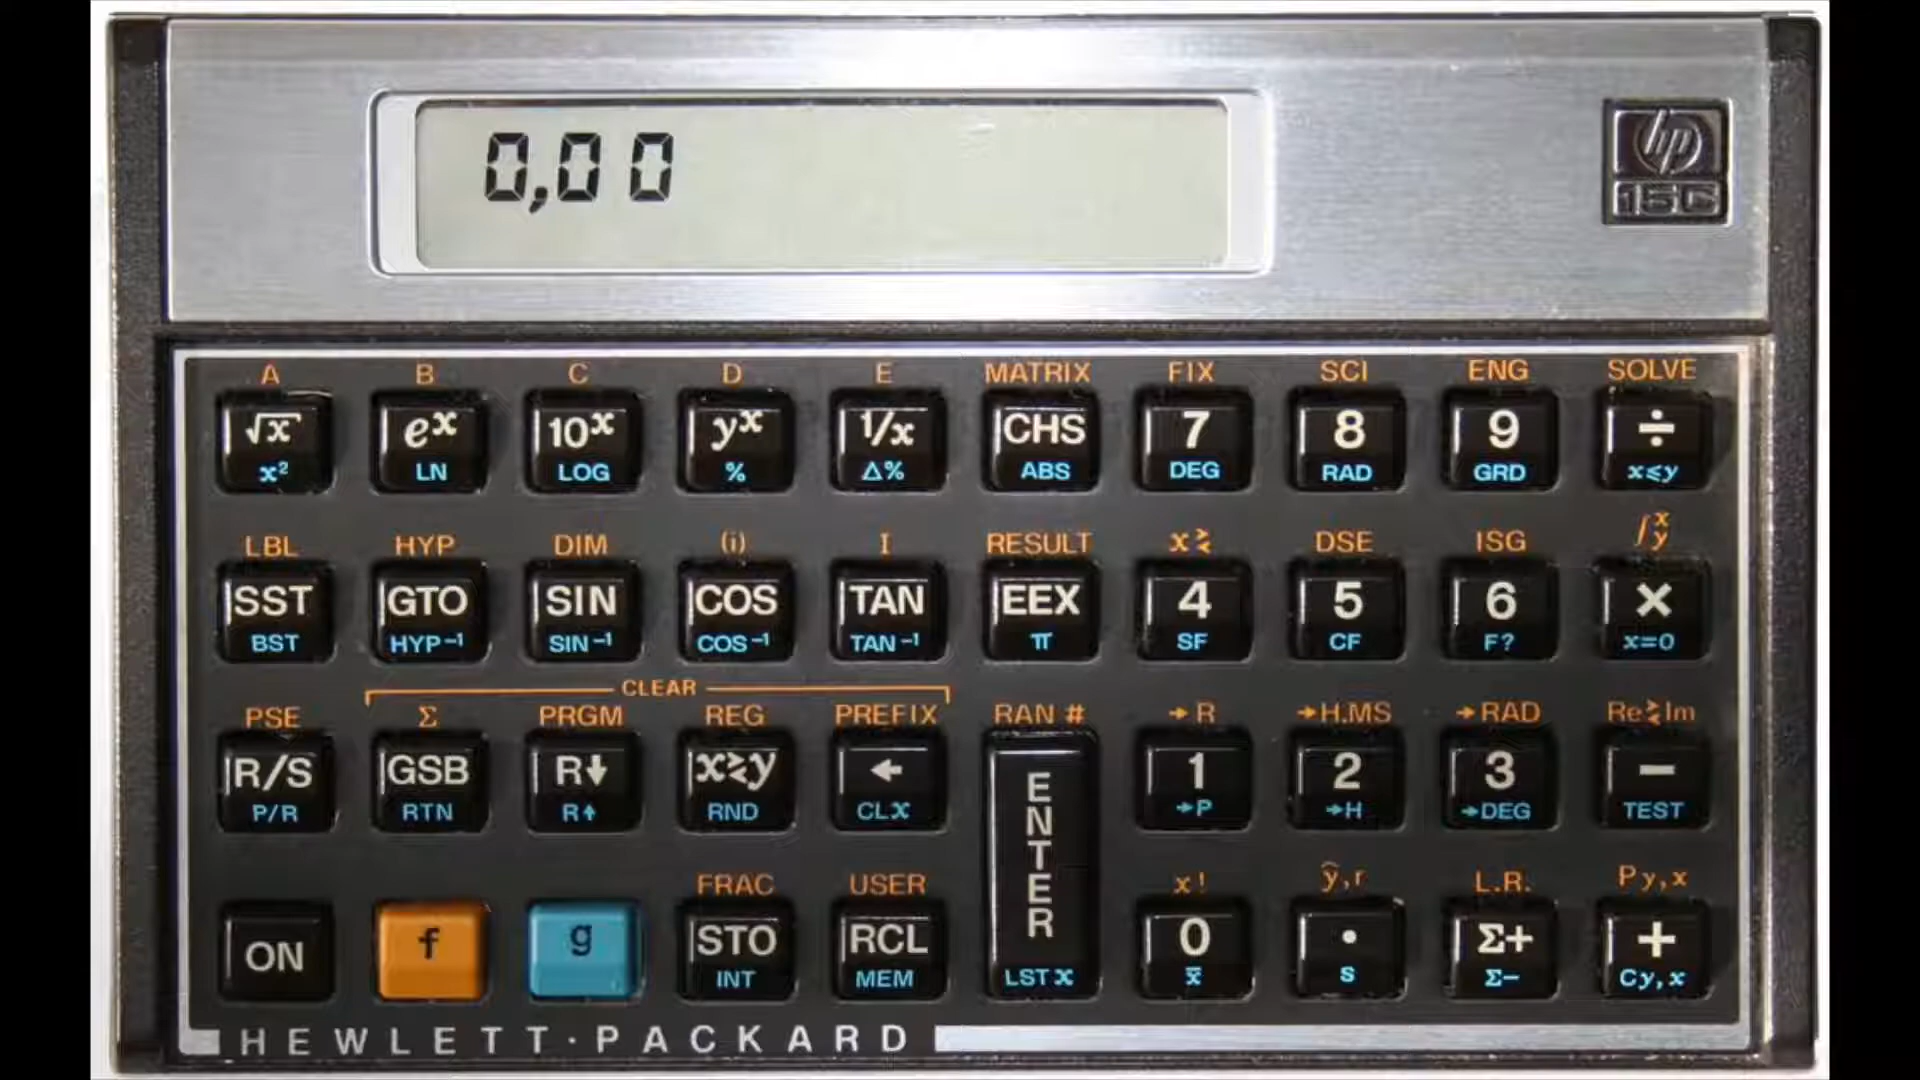 0,00
hp
15C
A B C D E MATRIX FIX SCI ENG SOLVE
√x e^x 10^x y^x 1/x CHS 7 8 9 ÷
x² LN LOG % Δ% ABS DEG RAD GRD x≤y
LBL HYP DIM (i) I RESULT x≷ DSE ISG ∫xy
SST GTO SIN COS TAN EEX 4 5 6 ×
BST HYP⁻¹ SIN⁻¹ COS⁻¹ TAN⁻¹ π SF CF F? x=0
CLEAR
PSE Σ PRGM REG PREFIX RAN # →R →H.MS →RAD Re≷Im
R/S GSB R↓ x≷y ← ENTER 1 2 3 −
P/R RTN R↑ RND CLx →P →H →DEG TEST
FRAC USER x! ŷ,r L.R. Py,x
ON f g STO RCL 0 · Σ+ +
INT MEM LST x x̄ s Σ− Cy,x
HEWLETT·PACKARD